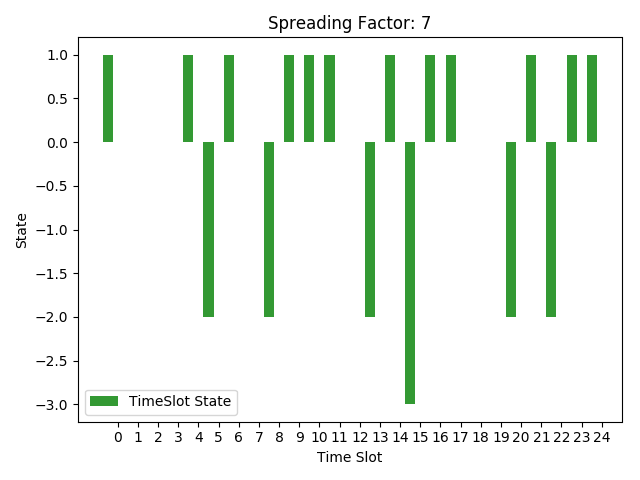 Spreading Factor: 7
State
1.0
0.5
0.0
−0.5
−1.0
−1.5
−2.0
−2.5
−3.0
TimeSlot State
0 1 2 3 4 5 6 7 8 9 10 11 12 13 14 15 16 17 18 19 20 21 22 23 24
Time Slot